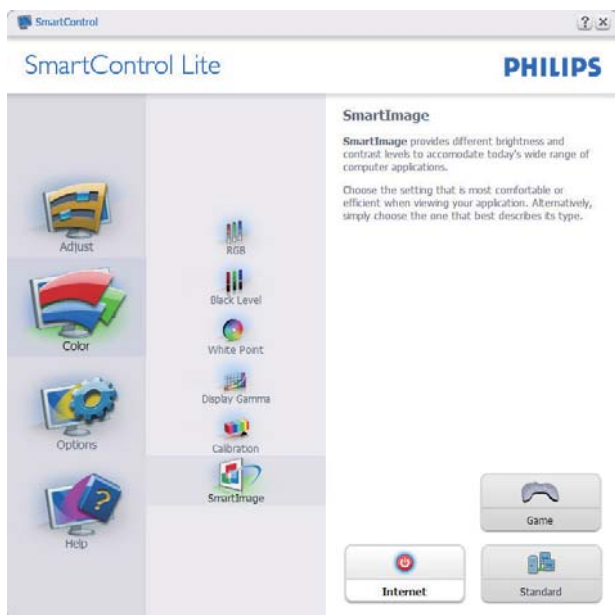 SmartControl
SmartControl Lite
PHILIPS
Adjust
Color
Options
Help
RGB
Black Level
White Point
Display Gamma
Calibration
SmartImage
SmartImage
SmartImage provides different brightness and
contrast levels to accomodate today's wide range of
computer applications.
Choose the setting that is most comfortable or
efficient when viewing your application. Alternatively,
simply choose the one that best describes its type.
Game
Internet
Standard